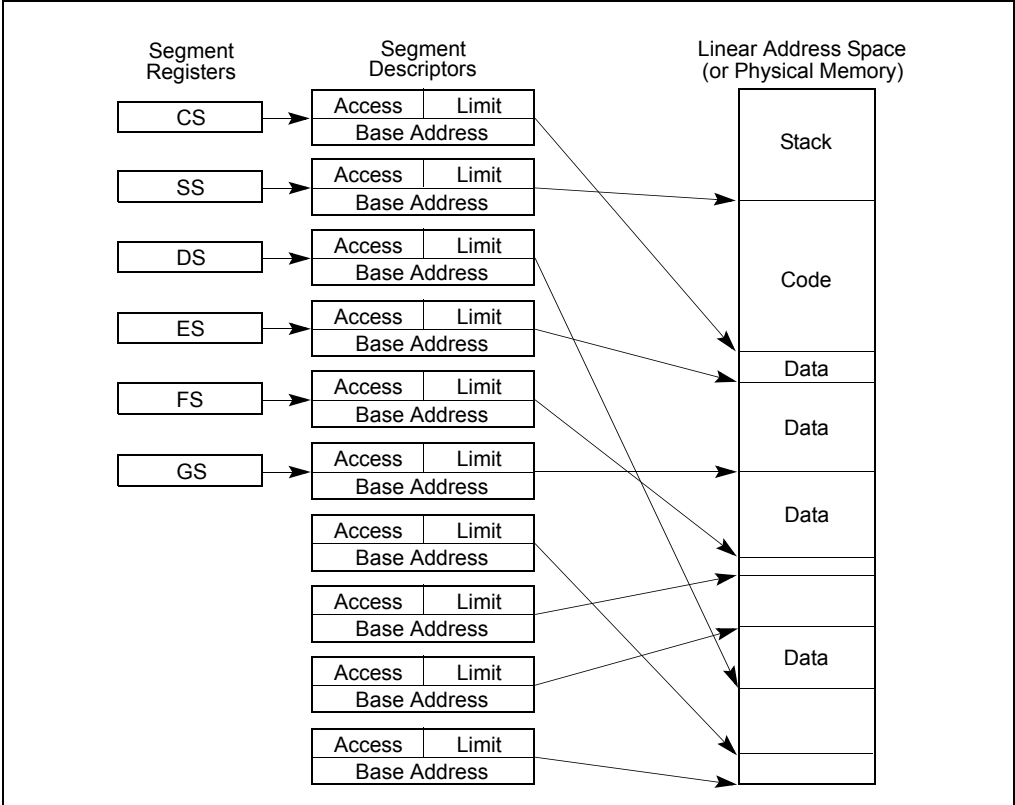 Segment
Registers
Segment
Descriptors
Linear Address Space
(or Physical Memory)
CS
Access Limit
Base Address
Stack
SS
Access Limit
Base Address
DS
Access Limit
Base Address
Code
ES
Access Limit
Base Address
Data
FS
Access Limit
Base Address
Data
GS
Access Limit
Base Address
Data
Access Limit
Base Address
Access Limit
Base Address
Access Limit
Base Address
Data
Access Limit
Base Address